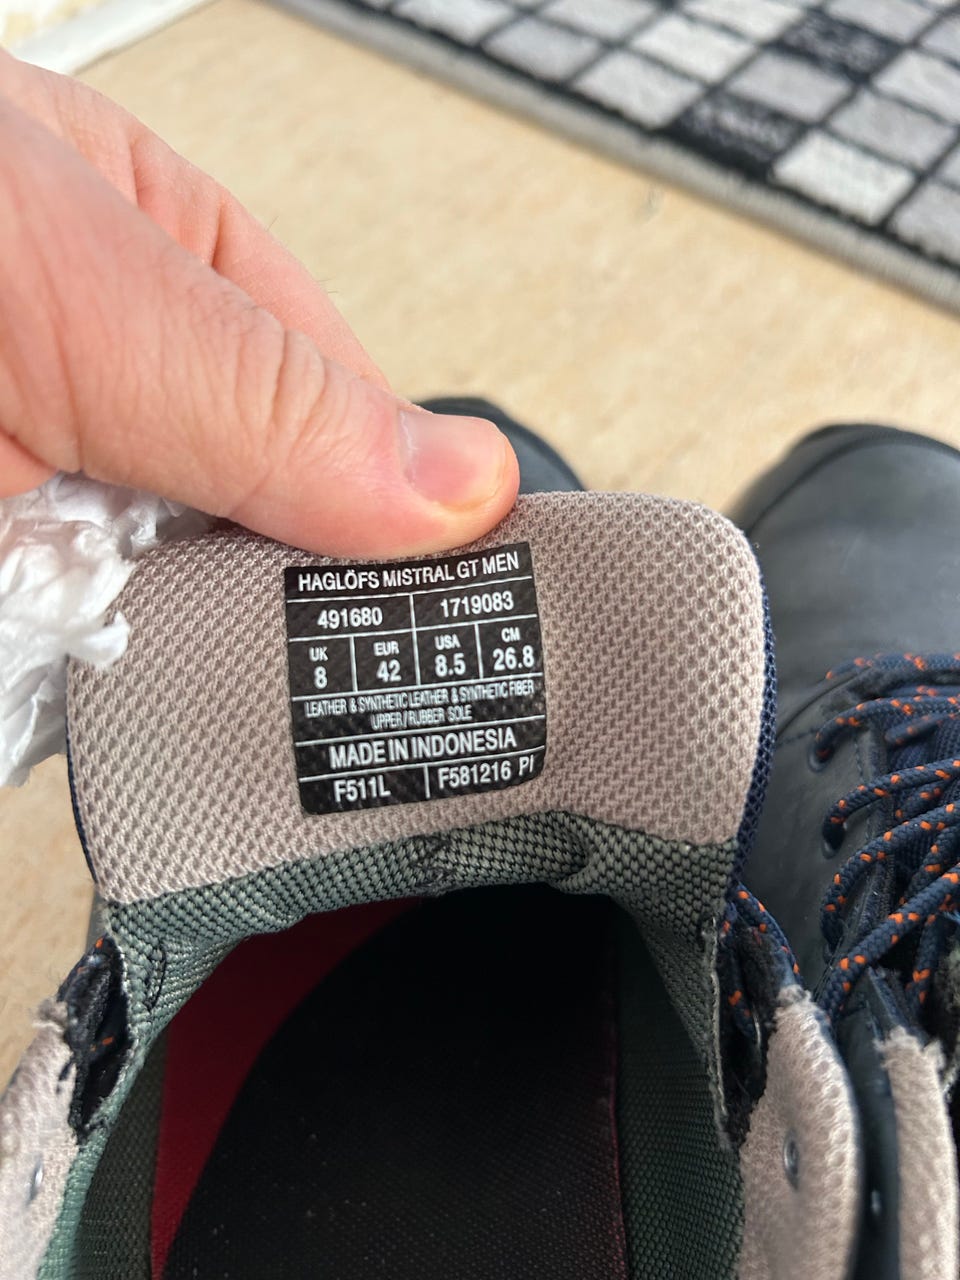 HAGLÖFS MISTRAL GT MEN
491680 1719083
UK EUR USA CM
8 42 8.5 26.8
LEATHER & SYNTHETIC LEATHER & SYNTHETIC FIBER
UPPER/RUBBER SOLE
MADE IN INDONESIA
F511L F581216 PI